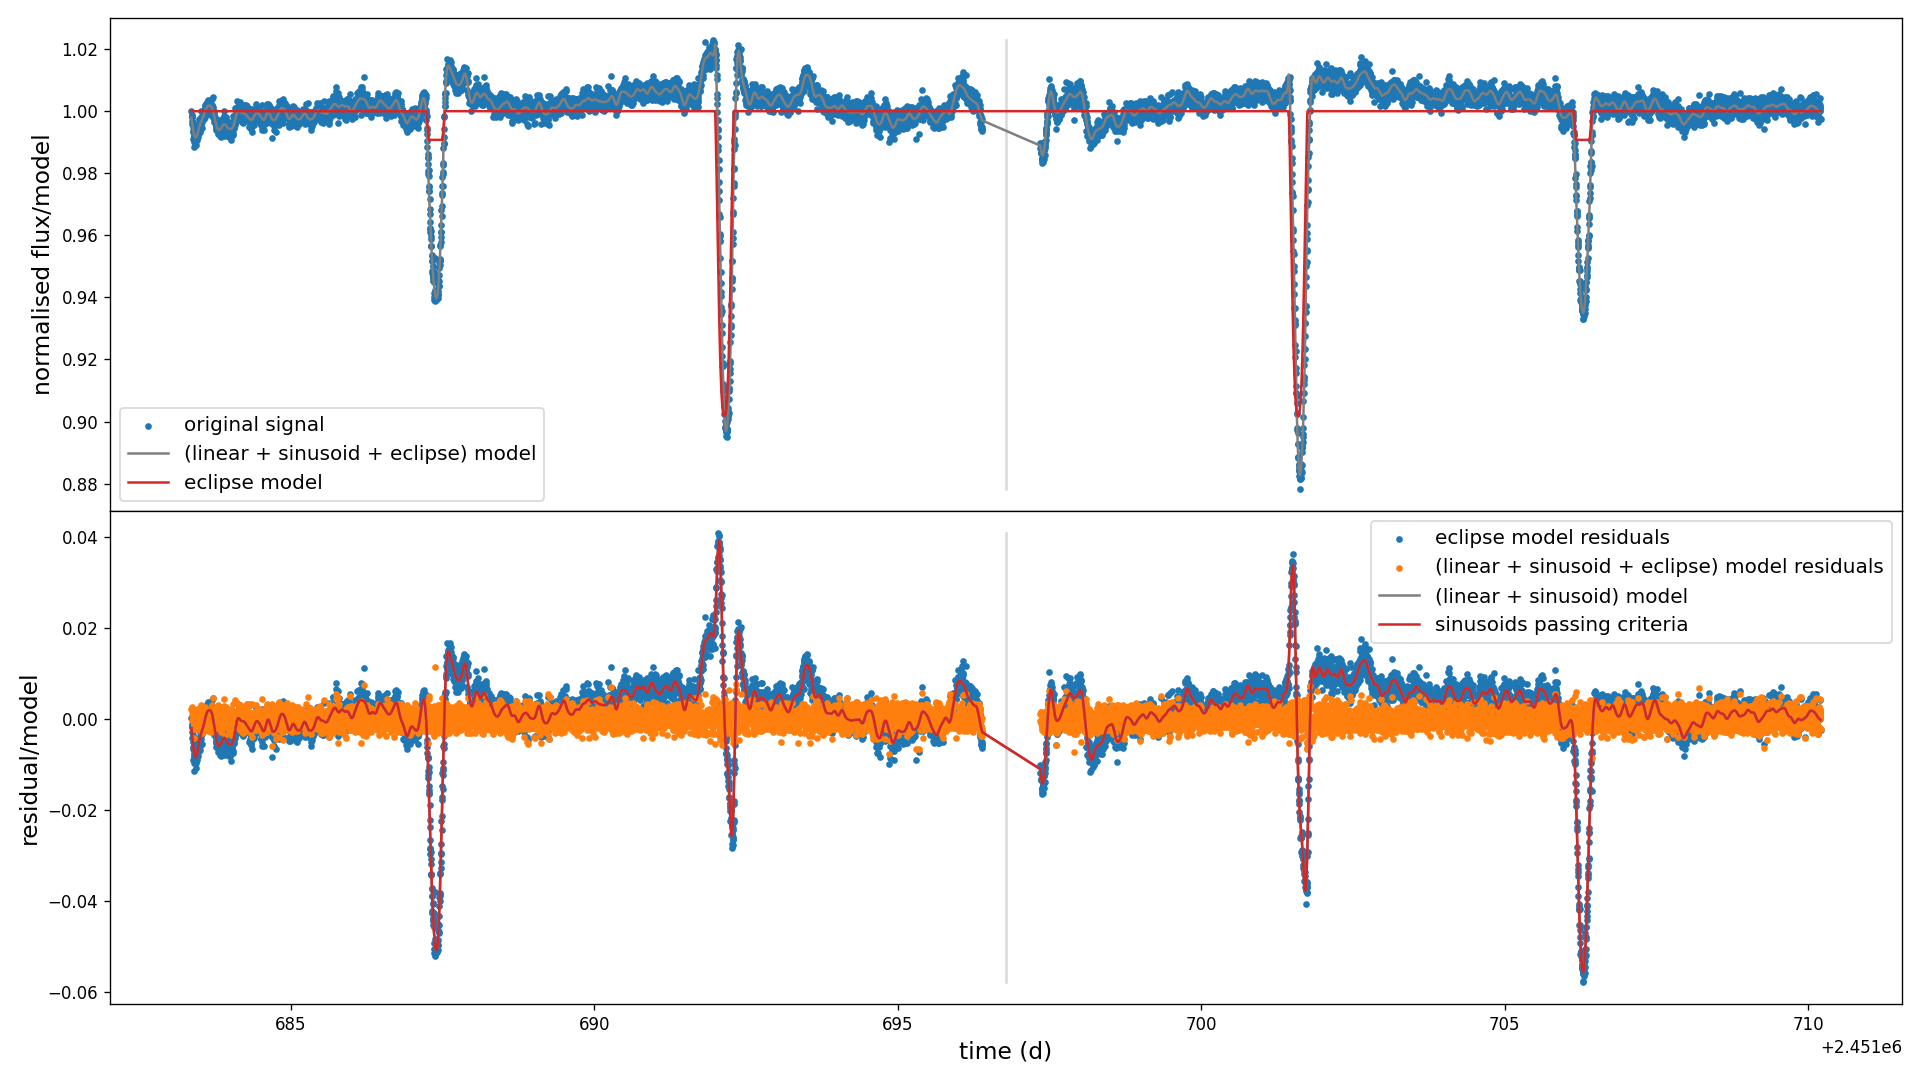 normalised flux/model
1.02
1.00
0.98
0.96
0.94
0.92
0.90
0.88
original signal
(linear + sinusoid + eclipse) model
eclipse model
residual/model
0.04
0.02
0.00
−0.02
−0.04
−0.06
eclipse model residuals
(linear + sinusoid + eclipse) model residuals
(linear + sinusoid) model
sinusoids passing criteria
685 690 695 700 705 710
time (d)
+2.451e6